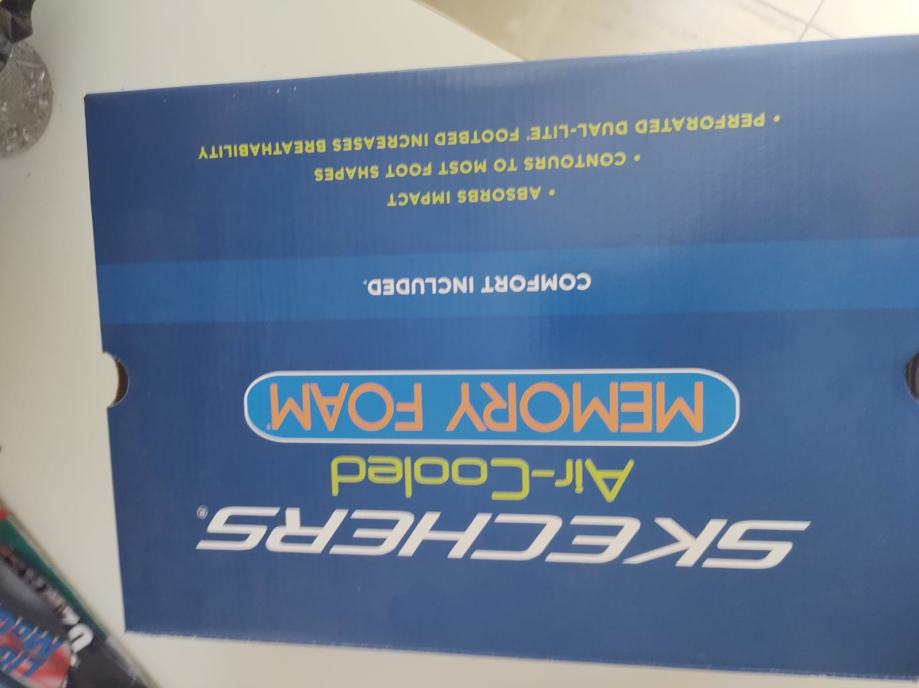 SKECHERS®
Air-Cooled
MEMORY FOAM
COMFORT INCLUDED.
• ABSORBS IMPACT
• CONTOURS TO MOST FOOT SHAPES
• PERFORATED DUAL-LITE™ FOOTBED INCREASES BREATHABILITY